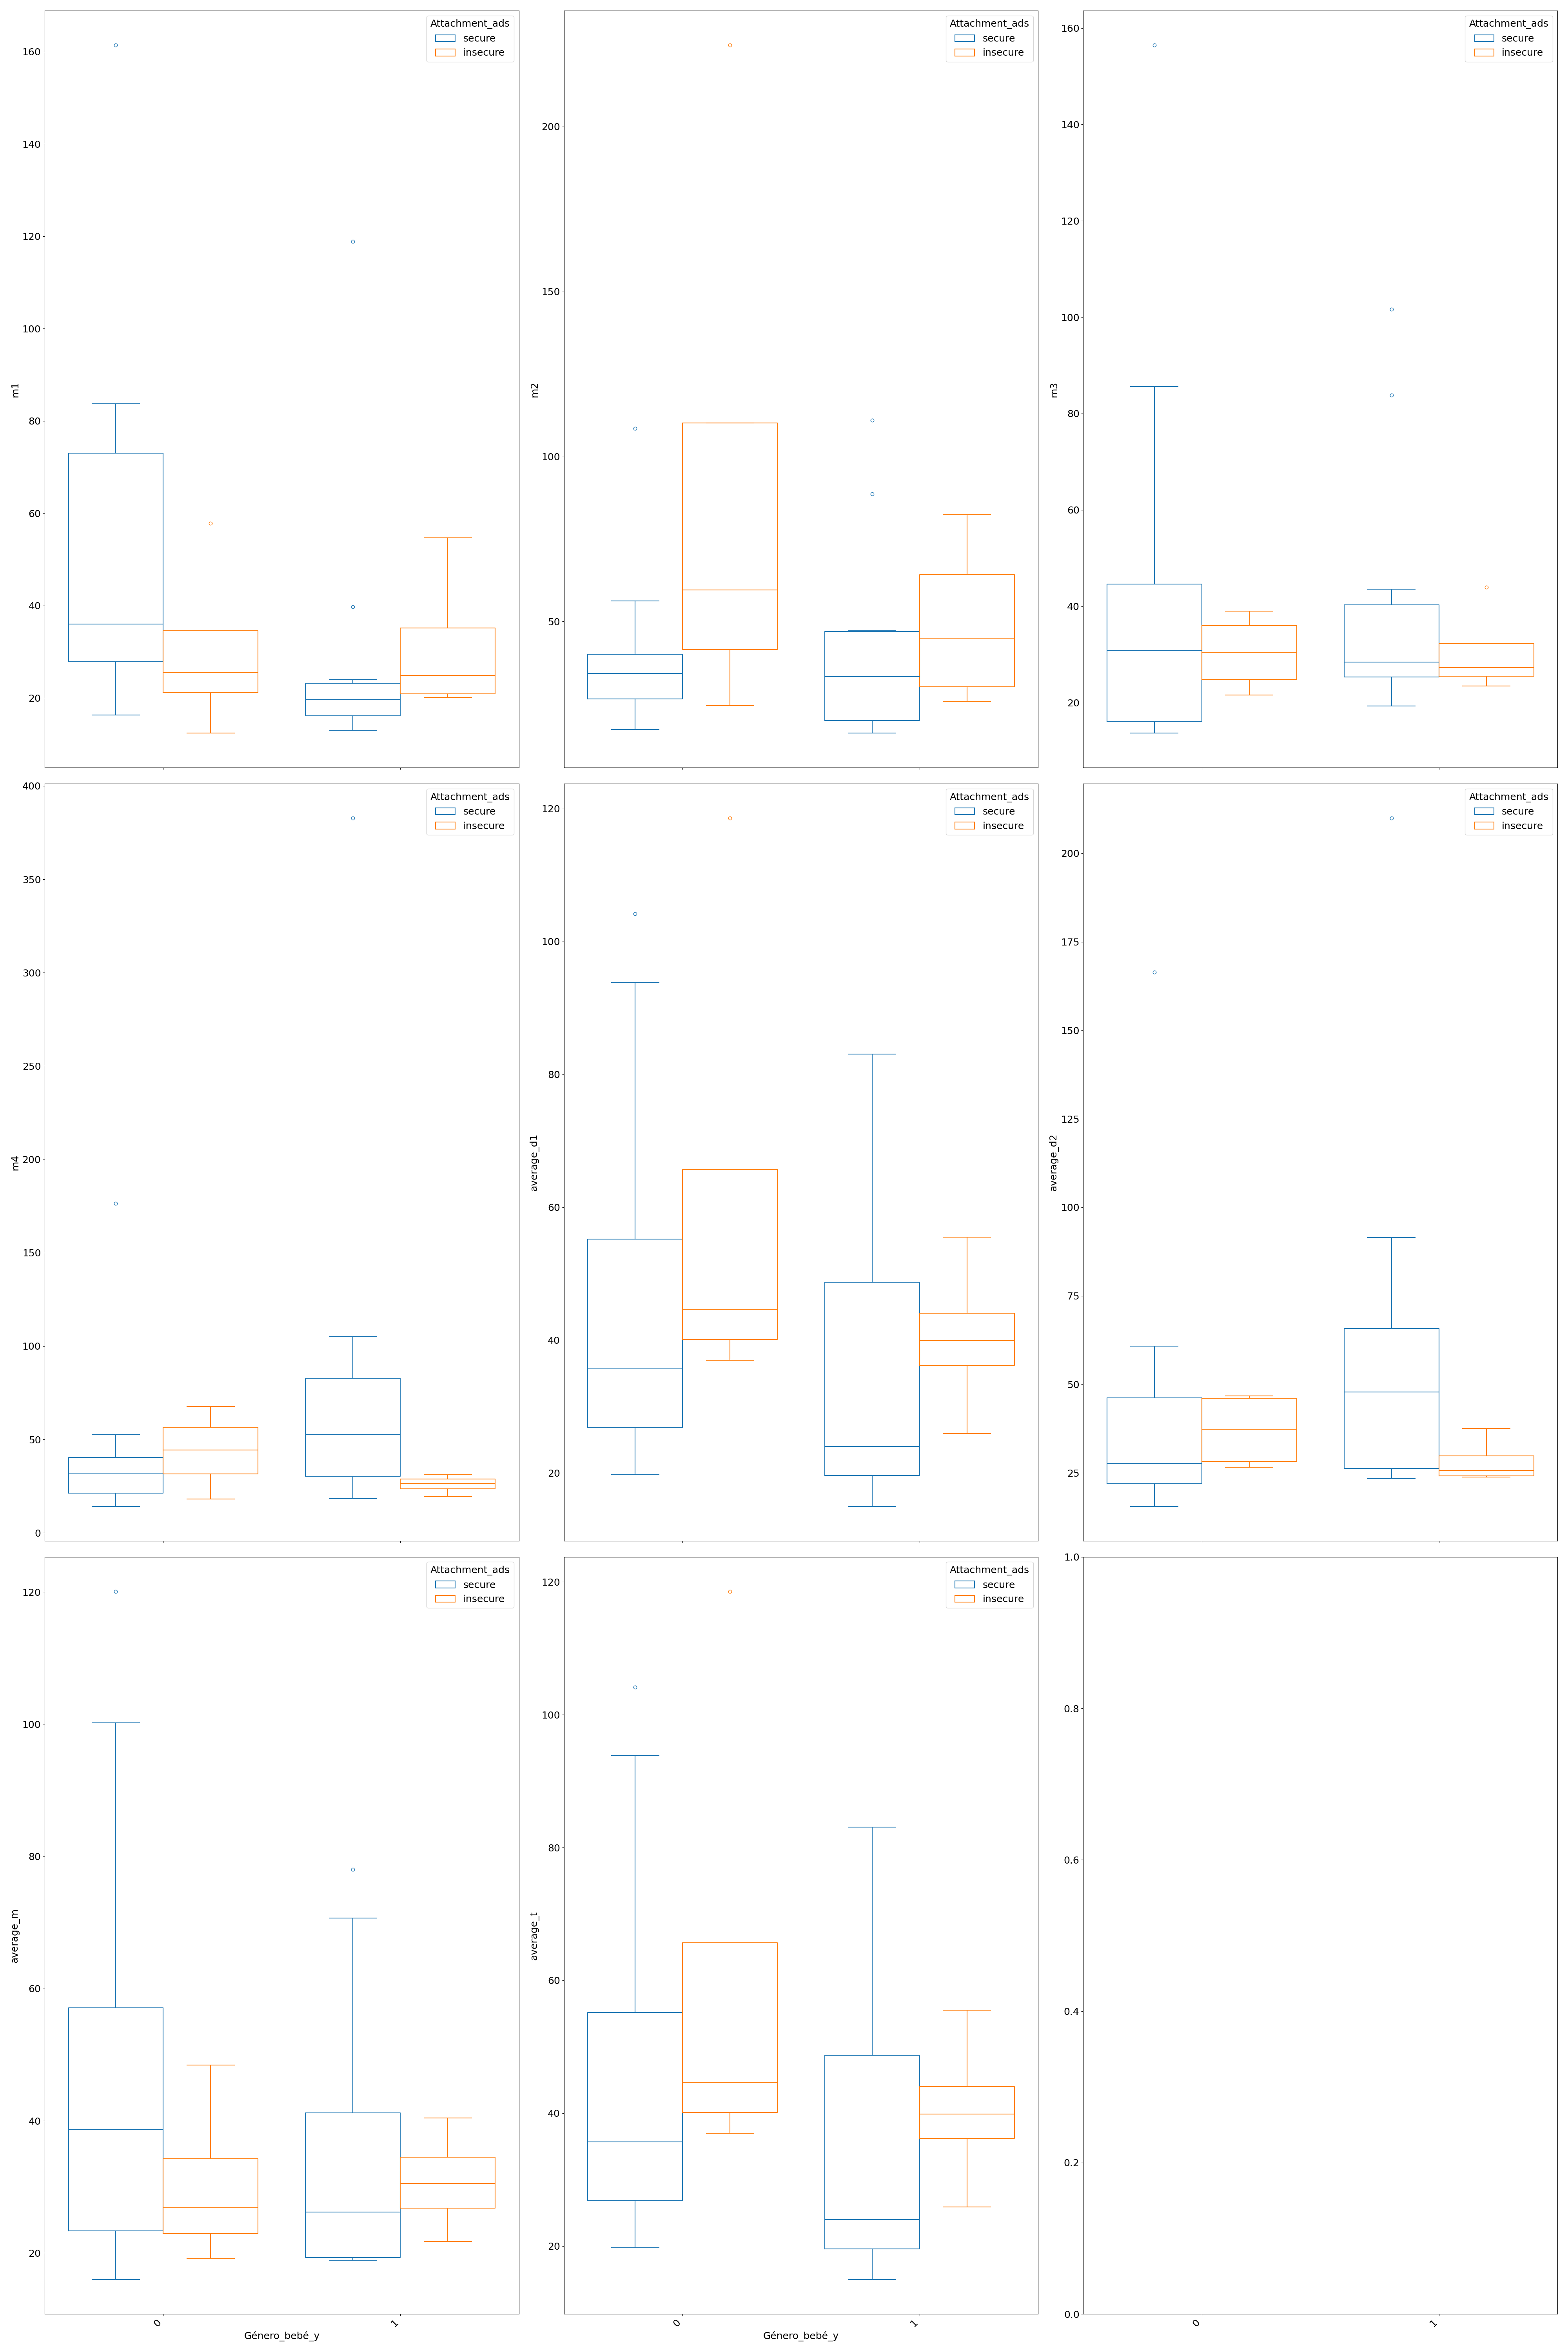 Attachment_ads
secure
insecure
160
140
120
100
80
60
40
20
m1
Attachment_ads
secure
insecure
200
150
100
50
m2
Attachment_ads
secure
insecure
160
140
120
100
80
60
40
20
m3
Attachment_ads
secure
insecure
400
350
300
250
200
150
100
50
0
m4
Attachment_ads
secure
insecure
120
100
80
60
40
20
average_d1
Attachment_ads
secure
insecure
200
175
150
125
100
75
50
25
average_d2
Attachment_ads
secure
insecure
120
100
80
60
40
20
average_m
0
1
Género_bebé_y
Attachment_ads
secure
insecure
120
100
80
60
40
20
average_t
0
1
Género_bebé_y
1.0
0.8
0.6
0.4
0.2
0.0
0
1